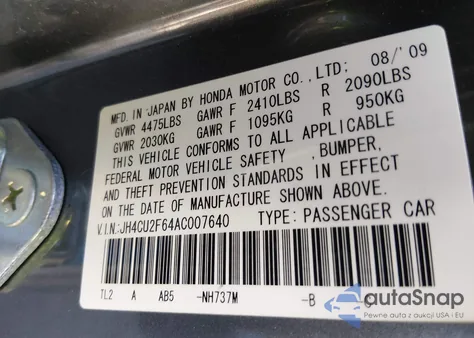 MFD. IN JAPAN BY HONDA MOTOR CO., LTD: 08/'09
GVWR 4475LBS GAWR F 2410LBS R 2090LBS
GVWR 2030KG GAWR F 1095KG R 950KG
THIS VEHICLE CONFORMS TO ALL APPLICABLE
FEDERAL MOTOR VEHICLE SAFETY , BUMPER,
AND THEFT PREVENTION STANDARDS IN EFFECT
ON THE DATE OF MANUFACTURE SHOWN ABOVE.
V.I.N: JH4CU2F64AC007640 TYPE: PASSENGER CAR
TL2 A AB5 -NH737M -B
autoSnap
Pewne auta z aukcji USA i EU